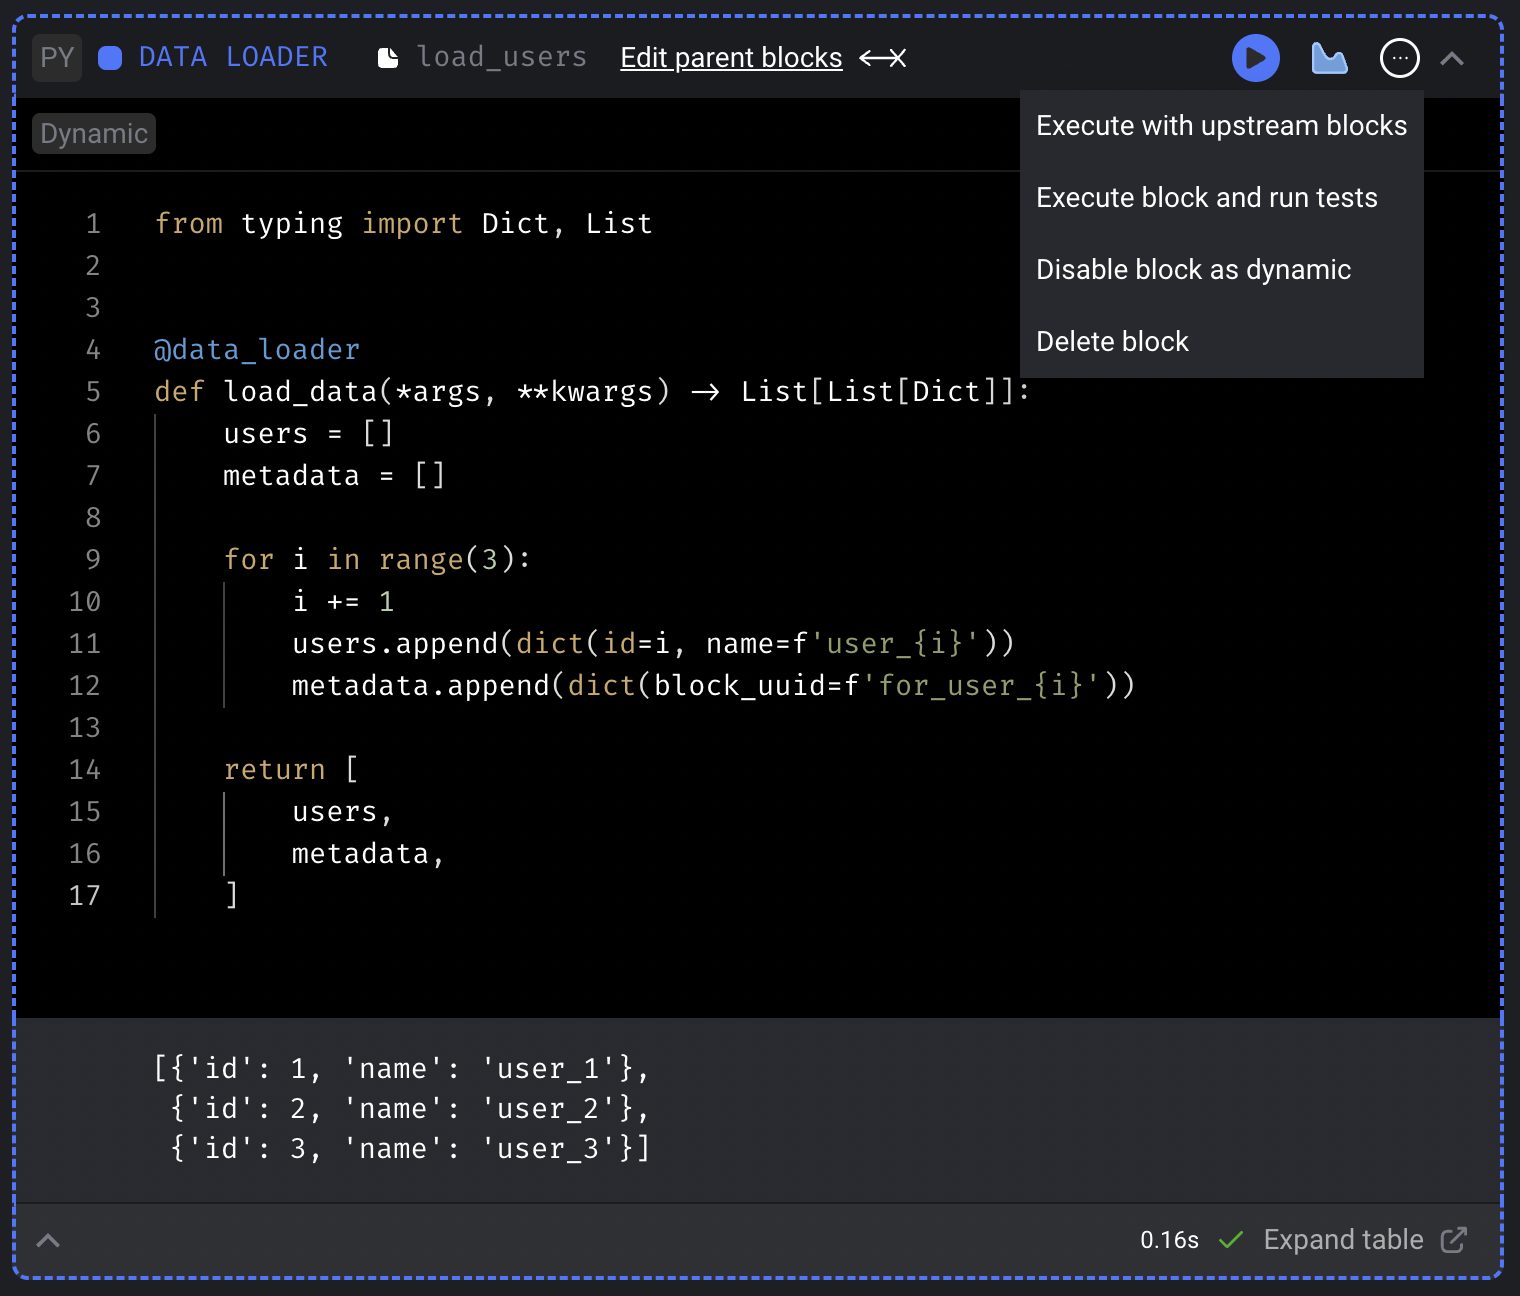 PY DATA LOADER load_users Edit parent blocks
Dynamic
Execute with upstream blocks
Execute block and run tests
Disable block as dynamic
Delete block
1 from typing import Dict, List
2
3
4 @data_loader
5 def load_data(*args, **kwargs) -> List[List[Dict]]:
6     users = []
7     metadata = []
8
9     for i in range(3):
10         i += 1
11         users.append(dict(id=i, name=f'user_{i}'))
12         metadata.append(dict(block_uuid=f'for_user_{i}'))
13
14     return [
15         users,
16         metadata,
17     ]
[{'id': 1, 'name': 'user_1'},
 {'id': 2, 'name': 'user_2'},
 {'id': 3, 'name': 'user_3'}]
0.16s Expand table